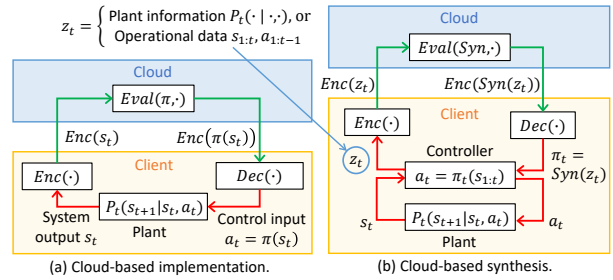 z_t = { Plant information P_t(· | ·,·), or
Operational data s_{1:t}, a_{1:t−1}
Cloud
Eval(π,·)
Enc(s_t)
Enc(π(s_t))
Client
Enc(·)
Dec(·)
P_t(s_{t+1}|s_t, a_t)
System
output s_t
Plant
Control input
a_t = π(s_t)
(a) Cloud-based implementation.
Cloud
Eval(Syn,·)
Enc(z_t)
Enc(Syn(z_t))
Client
Enc(·)
Dec(·)
z_t
Controller
a_t = π_t(s_{1:t})
π_t =
Syn(z_t)
s_t
P_t(s_{t+1}|s_t, a_t)
a_t
Plant
(b) Cloud-based synthesis.